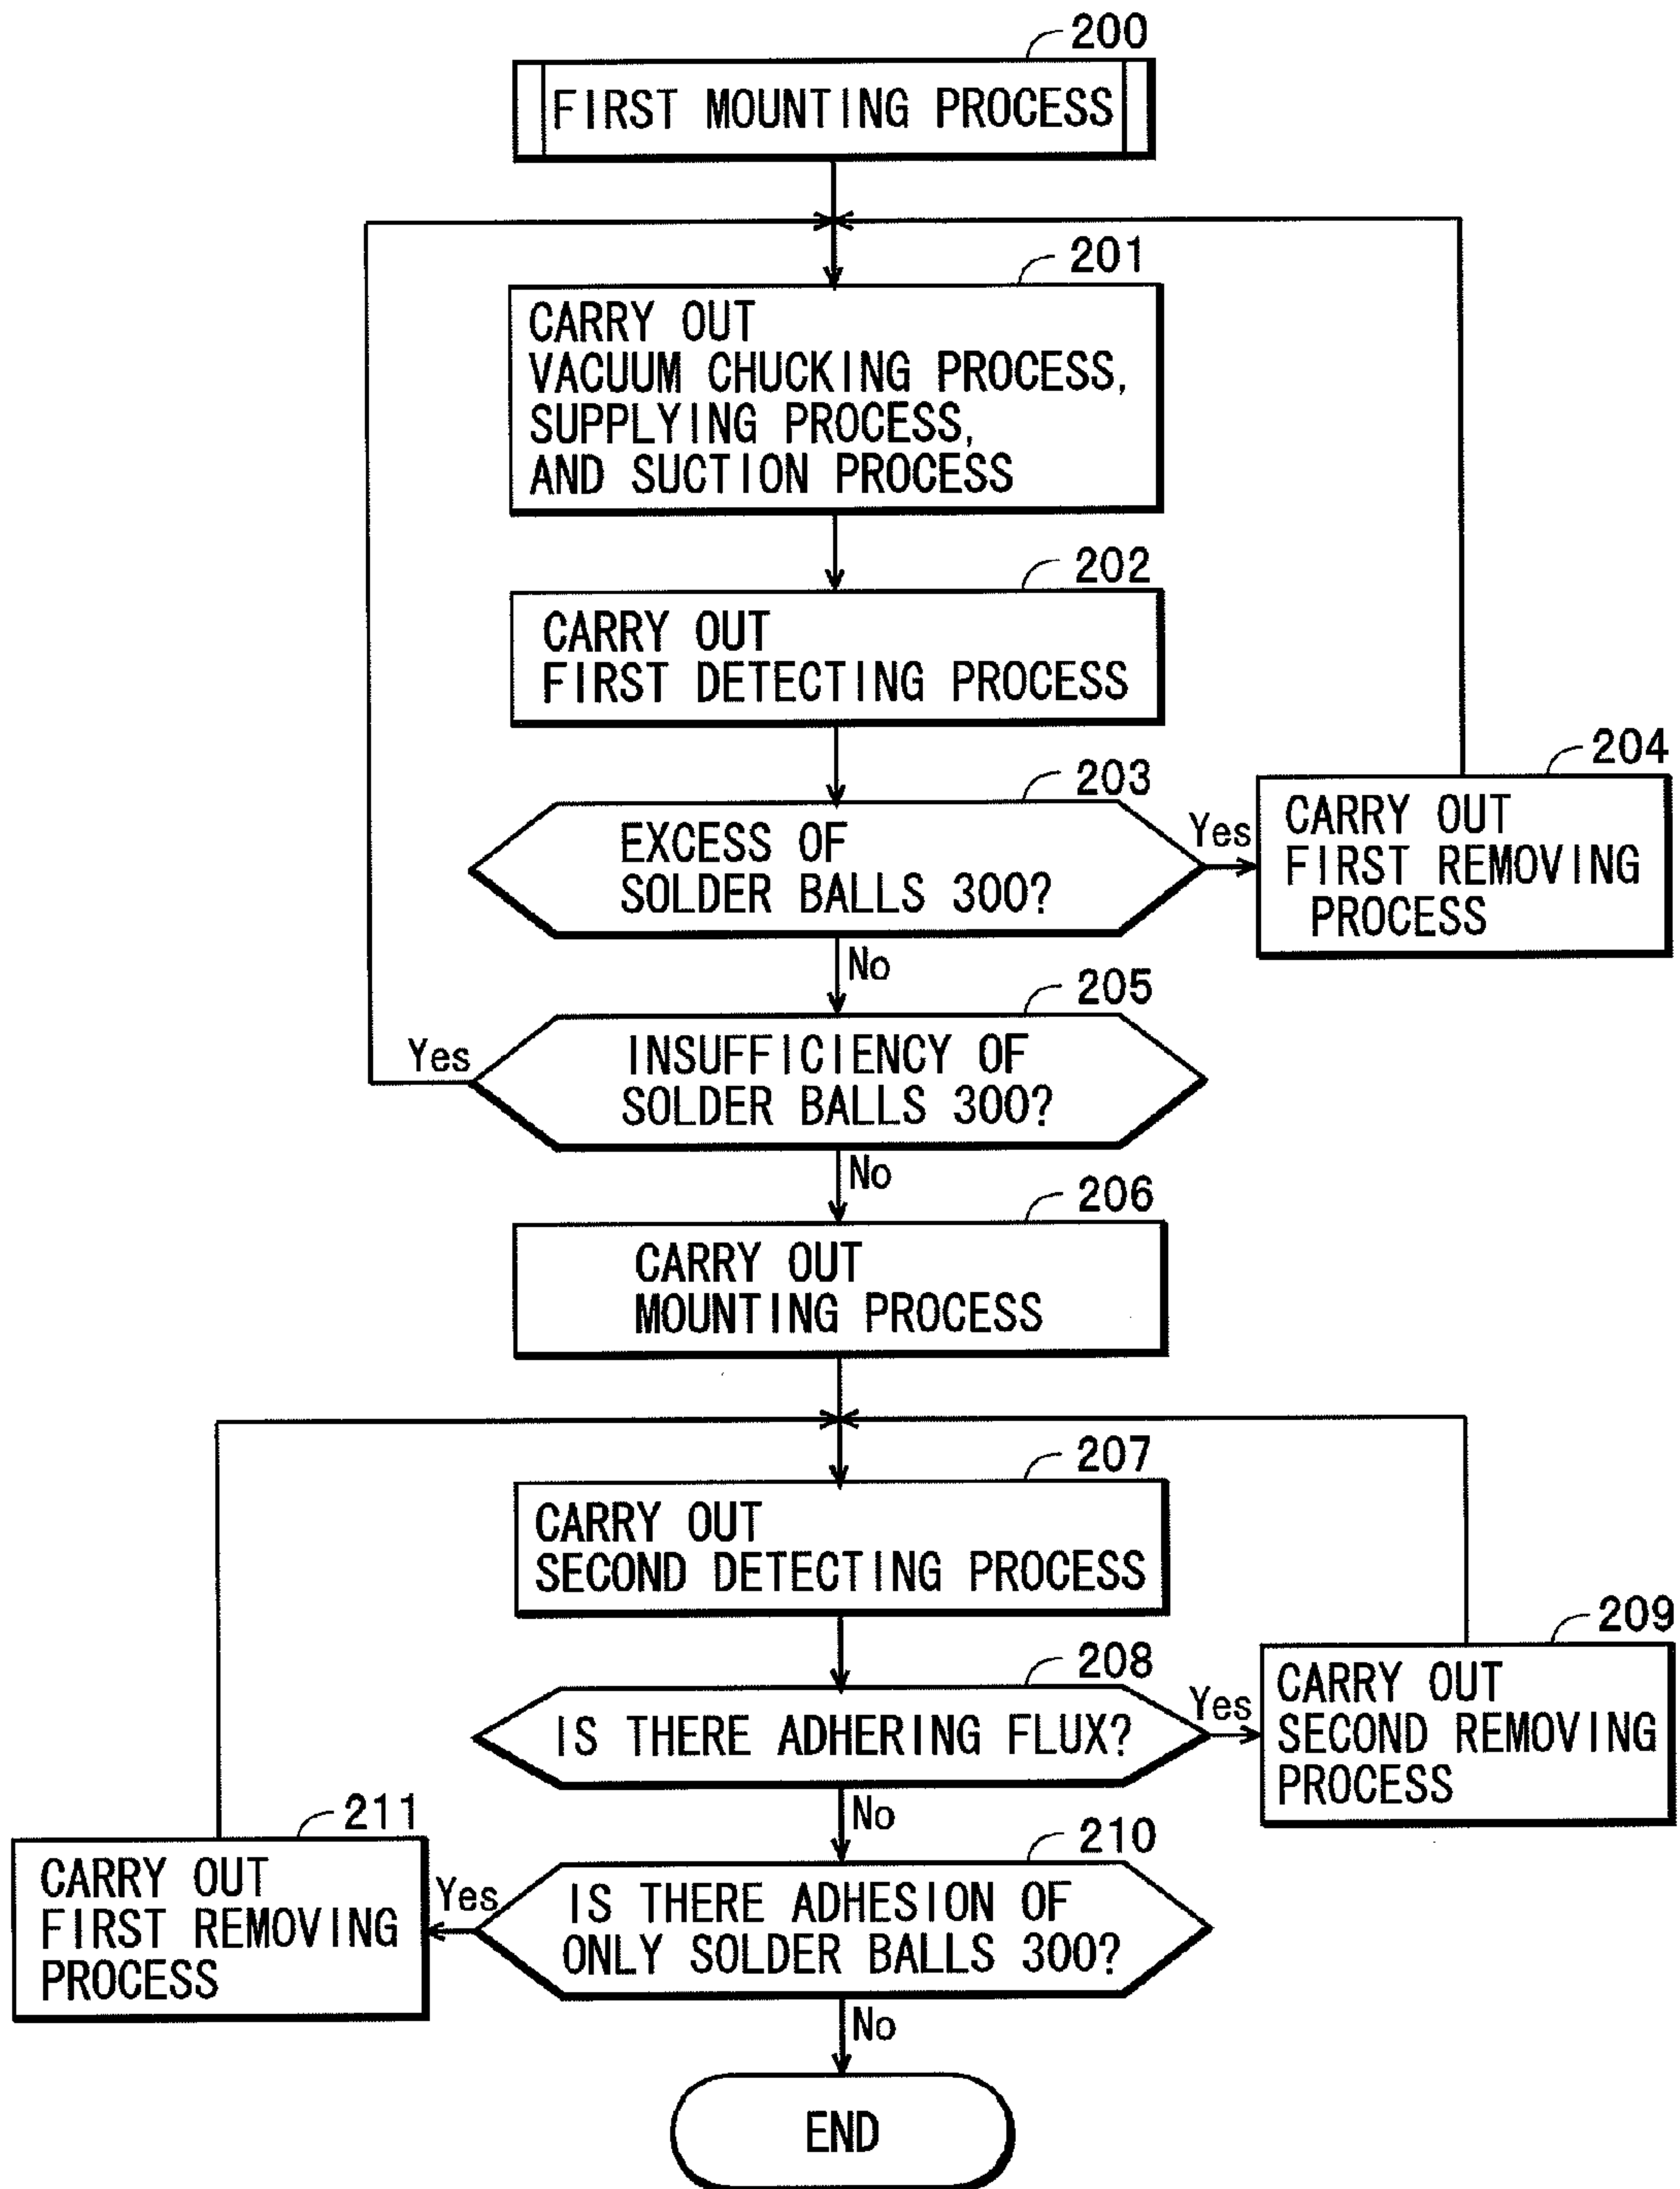 200
FIRST MOUNTING PROCESS
201
CARRY OUT
VACUUM CHUCKING PROCESS,
SUPPLYING PROCESS,
AND SUCTION PROCESS
202
CARRY OUT
FIRST DETECTING PROCESS
203
EXCESS OF
SOLDER BALLS 300?
Yes
204
CARRY OUT
FIRST REMOVING
PROCESS
No
205
INSUFFICIENCY OF
SOLDER BALLS 300?
Yes
No
206
CARRY OUT
MOUNTING PROCESS
207
CARRY OUT
SECOND DETECTING PROCESS
208
IS THERE ADHERING FLUX?
Yes
209
CARRY OUT
SECOND REMOVING
PROCESS
No
210
IS THERE ADHESION OF
ONLY SOLDER BALLS 300?
Yes
211
CARRY OUT
FIRST REMOVING
PROCESS
No
END